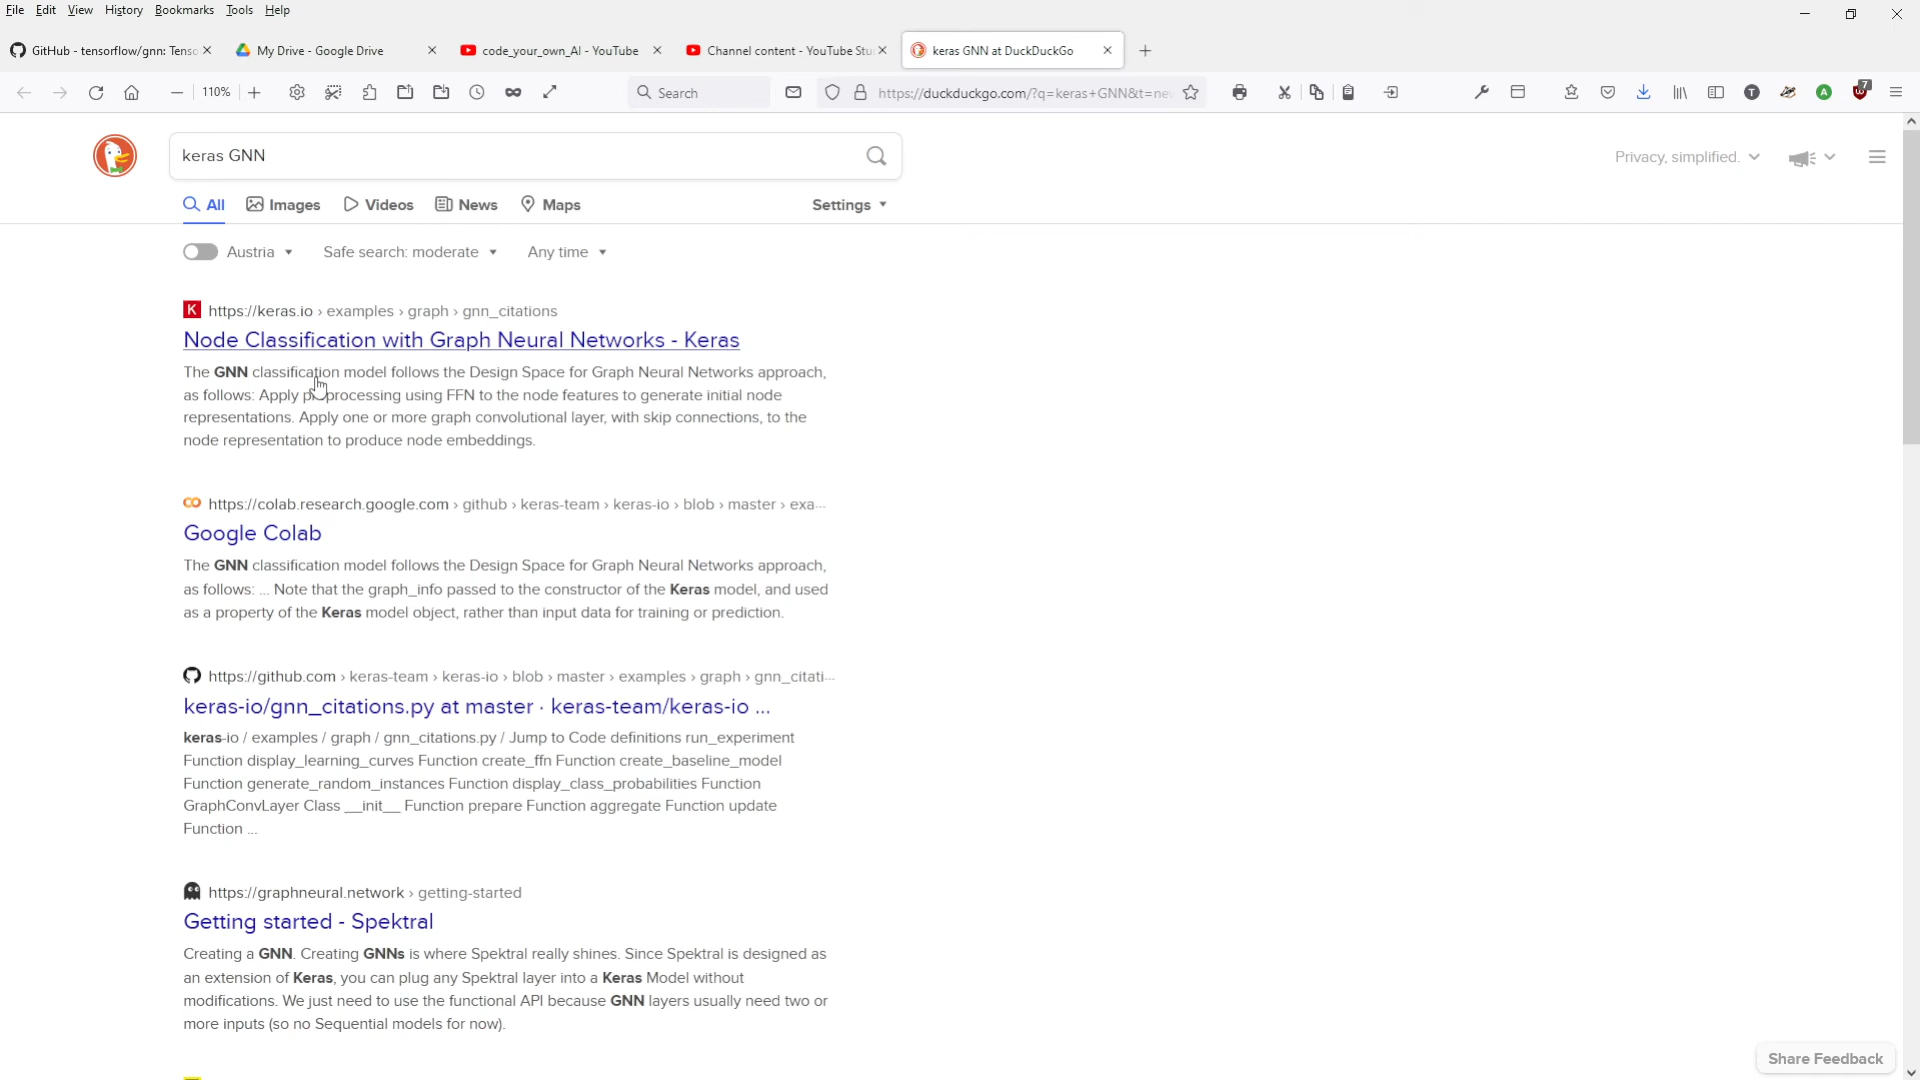 File Edit View History Bookmarks Tools Help
GitHub - tensorflow/gnn: Tenso My Drive - Google Drive code_your_own_AI - YouTube Channel content - YouTube Stu keras GNN at DuckDuckGo
110% Search https://duckduckgo.com/?q=keras+GNN&t=ne T A 7
keras GNN Privacy, simplified.
All Images Videos News Maps Settings
Austria Safe search: moderate Any time
K https://keras.io › examples › graph › gnn_citations
Node Classification with Graph Neural Networks - Keras
The GNN classification model follows the Design Space for Graph Neural Networks approach,
as follows: Apply preprocessing using FFN to the node features to generate initial node
representations. Apply one or more graph convolutional layer, with skip connections, to the
node representation to produce node embeddings.
https://colab.research.google.com › github › keras-team › keras-io › blob › master › exa...
Google Colab
The GNN classification model follows the Design Space for Graph Neural Networks approach,
as follows: ... Note that the graph_info passed to the constructor of the Keras model, and used
as a property of the Keras model object, rather than input data for training or prediction.
https://github.com › keras-team › keras-io › blob › master › examples › graph › gnn_citati...
keras-io/gnn_citations.py at master · keras-team/keras-io ...
keras-io / examples / graph / gnn_citations.py / Jump to Code definitions run_experiment
Function display_learning_curves Function create_ffn Function create_baseline_model
Function generate_random_instances Function display_class_probabilities Function
GraphConvLayer Class __init__ Function prepare Function aggregate Function update
Function ...
https://graphneural.network › getting-started
Getting started - Spektral
Creating a GNN. Creating GNNs is where Spektral really shines. Since Spektral is designed as
an extension of Keras, you can plug any Spektral layer into a Keras Model without
modifications. We just need to use the functional API because GNN layers usually need two or
more inputs (so no Sequential models for now).
Share Feedback